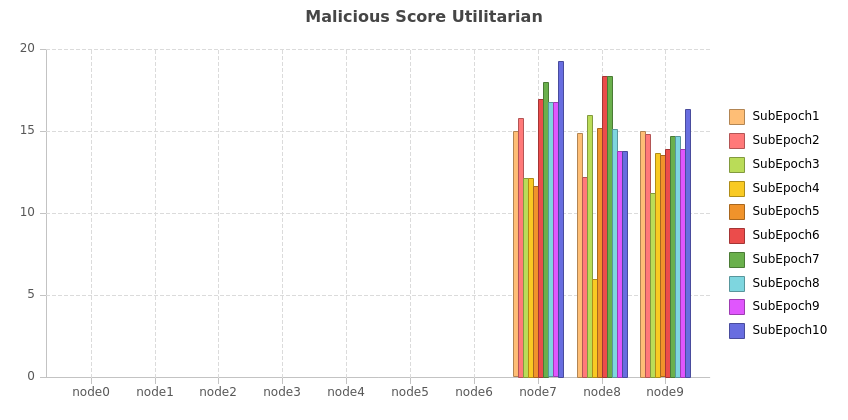 Malicious Score Utilitarian
20
15
10
5
0
node0 node1 node2 node3 node4 node5 node6 node7 node8 node9
SubEpoch1
SubEpoch2
SubEpoch3
SubEpoch4
SubEpoch5
SubEpoch6
SubEpoch7
SubEpoch8
SubEpoch9
SubEpoch10